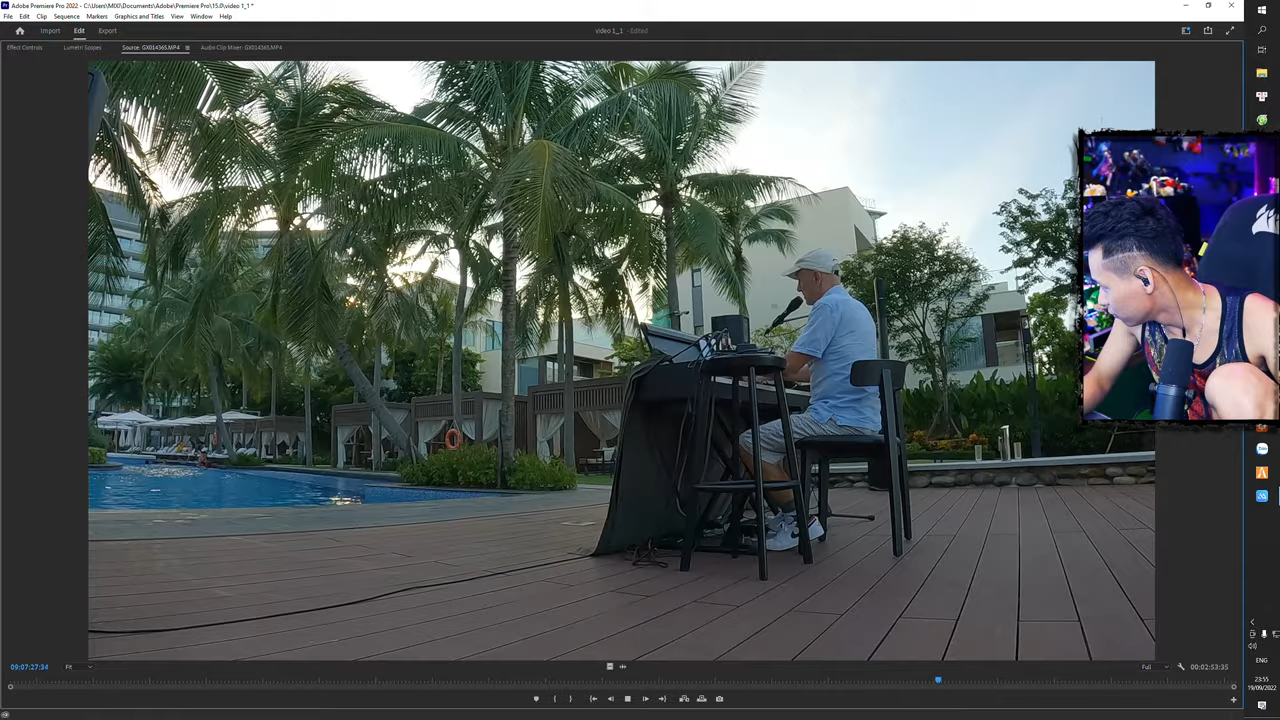 Adobe Premiere Pro 2022 - C:\Users\MIXI\Documents\Adobe\Premiere Pro\15.0\video 1_1 *
File Edit Clip Sequence Markers Graphics and Titles View Window Help
Import Edit Export
video 1_1 - Edited
Effect Controls Lumetri Scopes Source: GX014365.MP4 Audio Clip Mixer: GX014365.MP4
09:07:27:34 Fit Full 00:02:53:35
ENG
23:55
19/09/2022